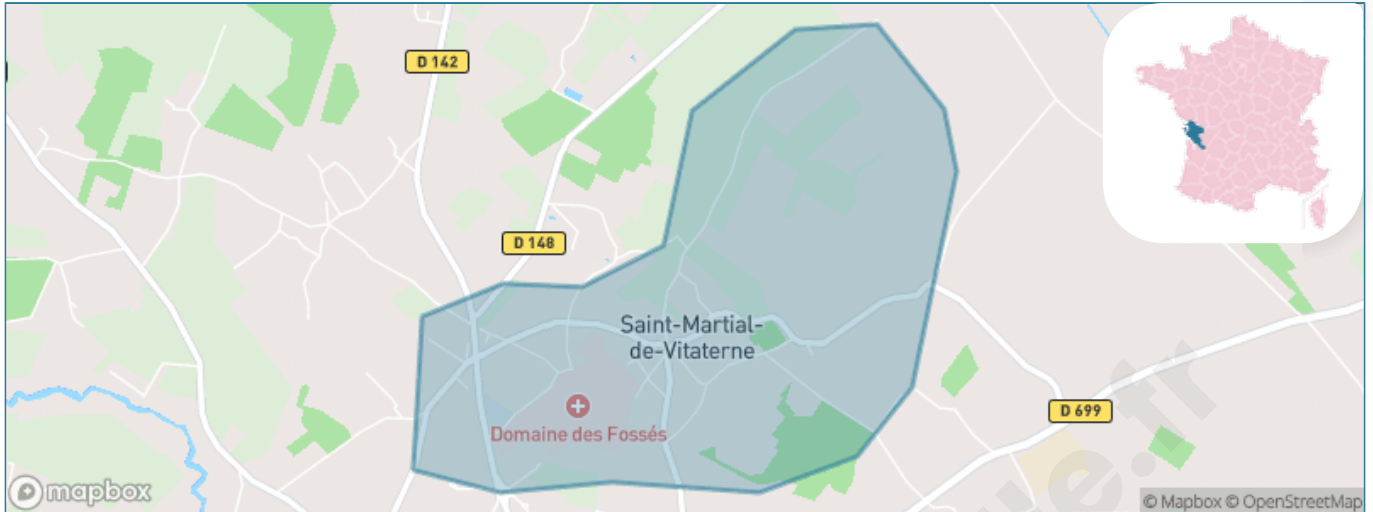 D 142
D 148
Saint-Martial-
de-Vitaterne
Domaine des Fossés
D 699
mapbox
© Mapbox © OpenStreetMap